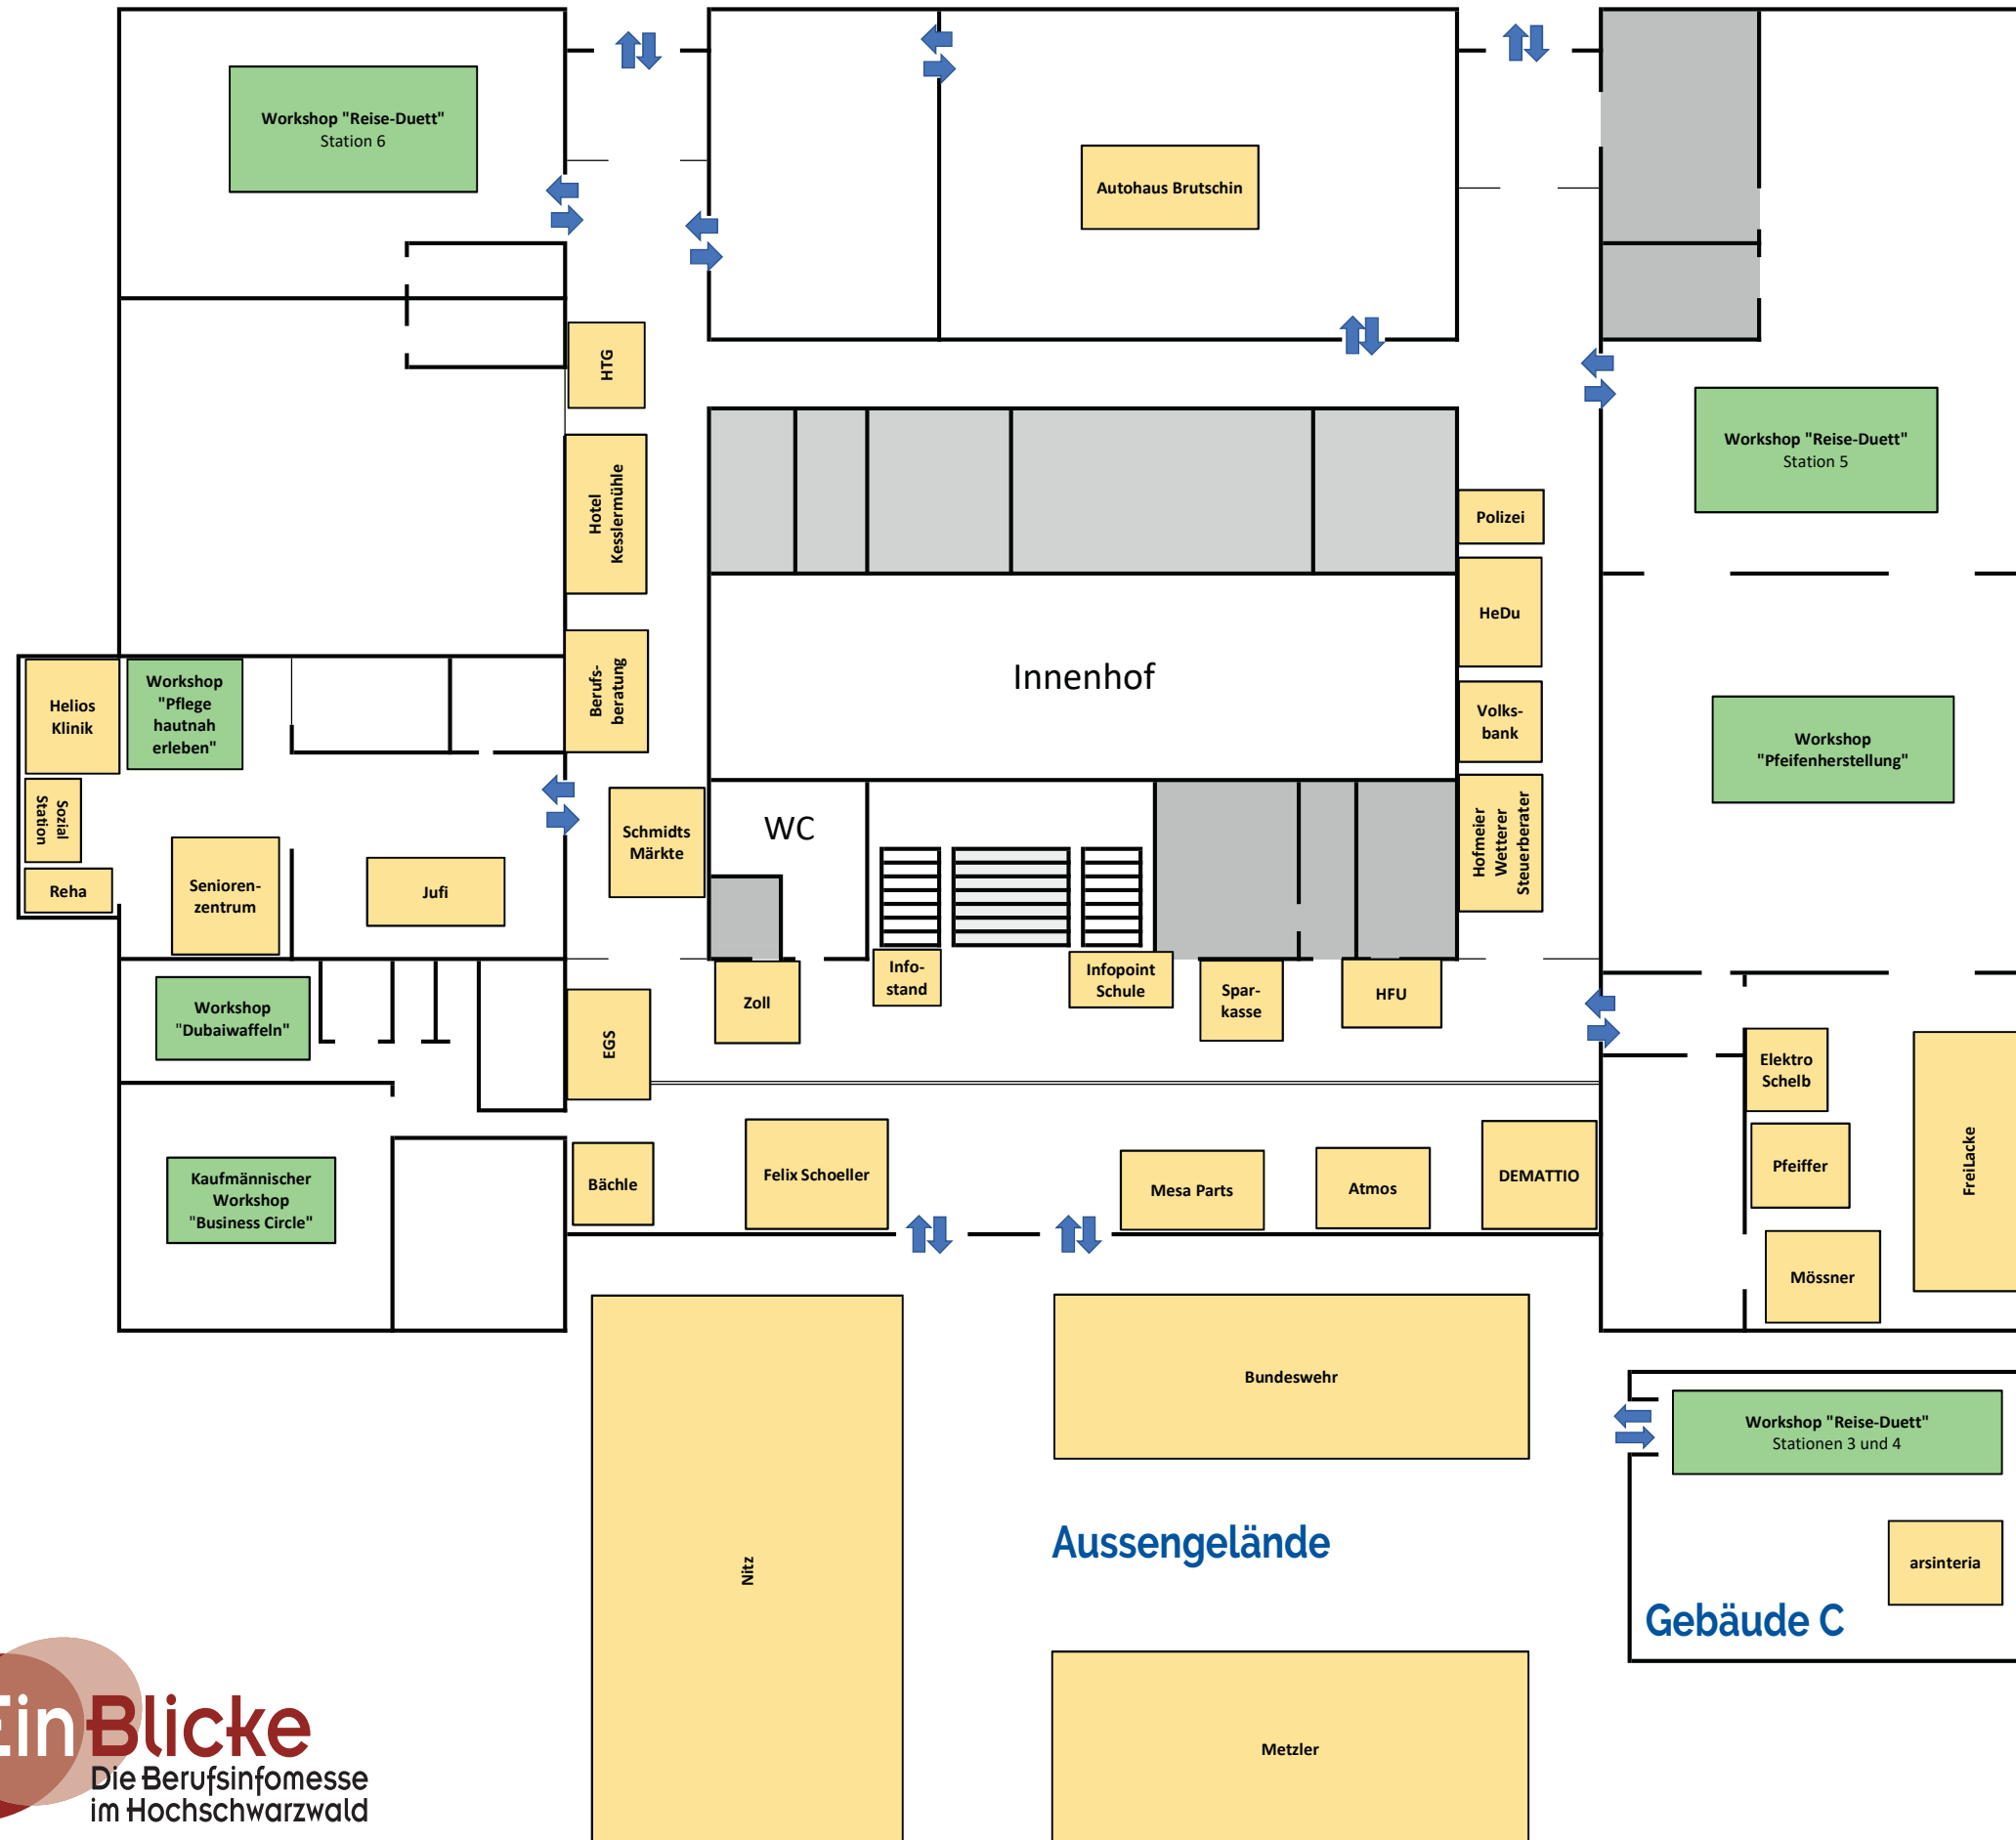 Workshop "Reise-Duett"
Station 6
Autohaus Brutschin
HTG
Hotel
Kesslermühle
Workshop "Reise-Duett"
Station 5
Polizei
HeDu
Innenhof
Berufs-
beratung
Helios
Klinik
Workshop
"Pflege
hautnah
erleben"
Volks-
bank
Workshop
"Pfeifenherstellung"
Sozial
Station
Schmidts
Märkte
WC
Hofmeier
Wetterer
Steuerberater
Reha
Senioren-
zentrum
Jufi
Info-
stand
Infopoint
Schule
Zoll
Spar-
kasse
HFU
Workshop
"Dubaiwaffeln"
EGS
Elektro
Schelb
Kaufmännischer
Workshop
"Business Circle"
Bächle
Felix Schoeller
Mesa Parts
Atmos
DEMATTIO
Pfeiffer
FreiLacke
Mössner
Bundeswehr
Workshop "Reise-Duett"
Stationen 3 und 4
Nitz
Aussengelände
arsinteria
Gebäude C
EinBlicke
Die Berufsinfomesse
im Hochschwarzwald
Metzler